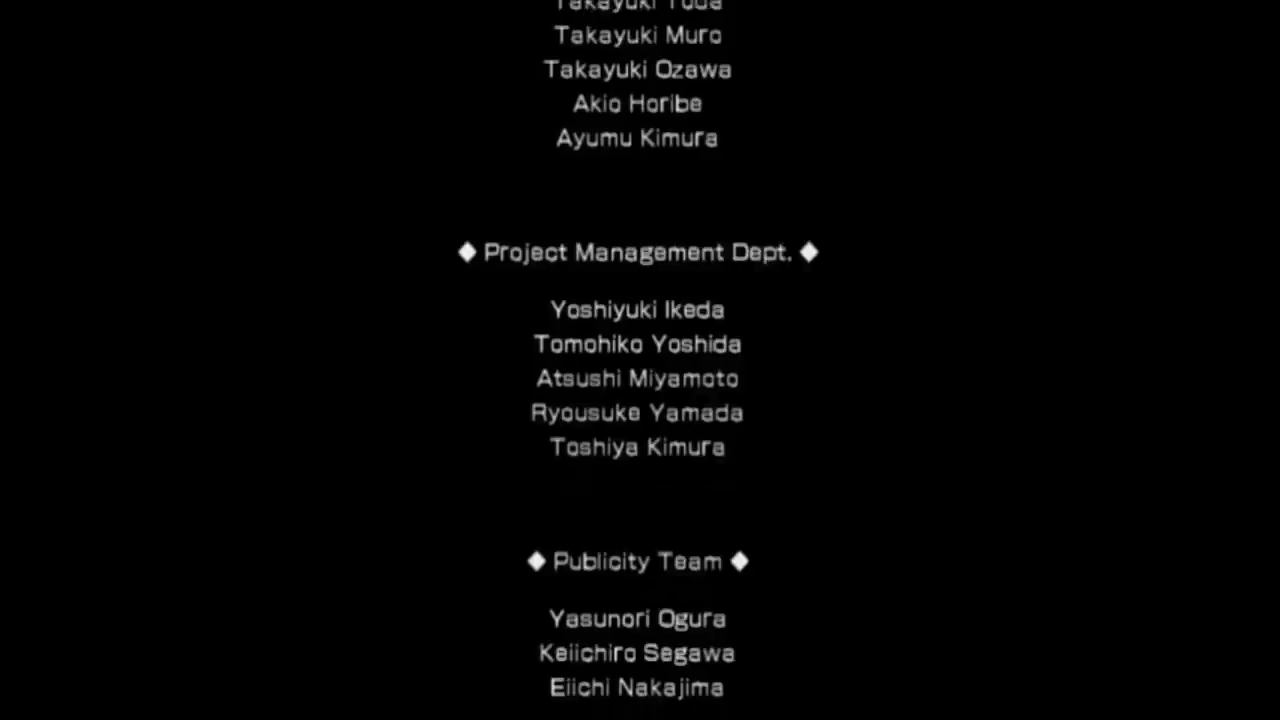 Takayuki
Takayuki Muro
Takayuki Ozawa
Akio Horibe
Ayumu Kimura
◆ Project Management Dept. ◆
Yoshiyuki Ikeda
Tomohiko Yoshida
Atsushi Miyamoto
Ryousuke Yamada
Toshiya Kimura
◆ Publicity Team ◆
Yasunori Ogura
Keiichiro Segawa
Eiichi Nakajima